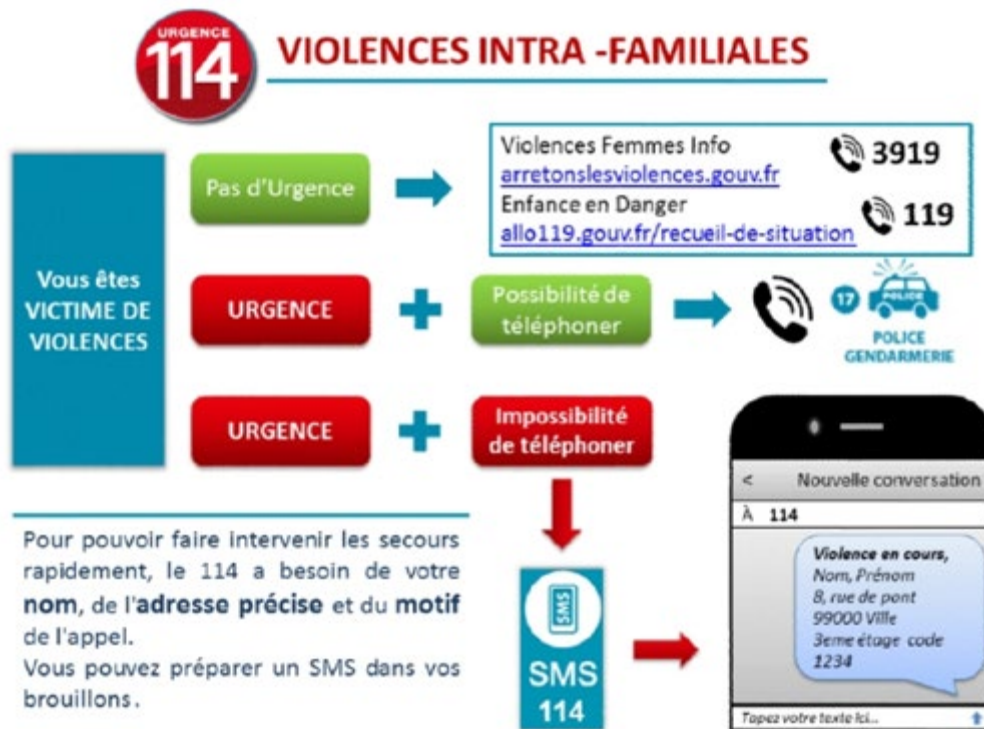 URGENCE
114
VIOLENCES INTRA -FAMILIALES
Vous êtes
VICTIME DE
VIOLENCES
Pas d'Urgence
Violences Femmes Info
3919
arretonslesviolences.gouv.fr
Enfance en Danger
119
allo119.gouv.fr/recueil-de-situation
URGENCE
Possibilité de
téléphoner
17
POLICE
POLICE
GENDARMERIE
URGENCE
Impossibilité
de téléphoner
Pour pouvoir faire intervenir les secours
rapidement, le 114 a besoin de votre
nom, de l'adresse précise et du motif
de l'appel.
Vous pouvez préparer un SMS dans vos
brouillons.
SMS
SMS
114
< Nouvelle conversation
À 114
Violence en cours,
Nom, Prénom
8, rue de pont
99000 Ville
3eme étage code
1234
Tapez votre texte ici...